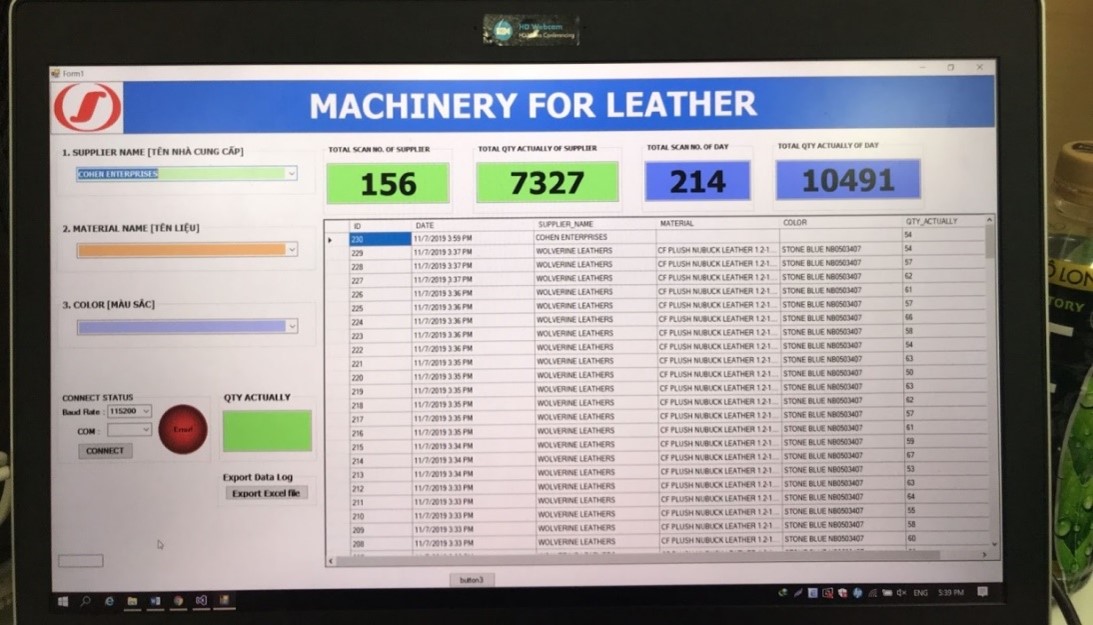 HD Webcam
Form1
MACHINERY FOR LEATHER
1. SUPPLIER NAME [TÊN NHÀ CUNG CẤP]
COHEN ENTERPRISES
2. MATERIAL NAME [TÊN LIỆU]
3. COLOR [MÀU SẮC]
CONNECT STATUS
Baud Rate : 115200
COM :
Error!
CONNECT
QTY ACTUALLY
Export Data Log
Export Excel file
TOTAL SCAN NO. OF SUPPLIER
156
TOTAL QTY ACTUALLY OF SUPPLIER
7327
TOTAL SCAN NO. OF DAY
214
TOTAL QTY ACTUALLY OF DAY
10491
ID DATE SUPPLIER_NAME MATERIAL COLOR QTY_ACTUALLY
230 11/7/2019 3:59 PM COHEN ENTERPRISES 54
229 11/7/2019 3:37 PM WOLVERINE LEATHERS CF PLUSH NUBUCK LEATHER 1.2-1... STONE BLUE NB0503407 54
228 11/7/2019 3:37 PM WOLVERINE LEATHERS CF PLUSH NUBUCK LEATHER 1.2-1... STONE BLUE NB0503407 57
227 11/7/2019 3:37 PM WOLVERINE LEATHERS CF PLUSH NUBUCK LEATHER 1.2-1... STONE BLUE NB0503407 62
226 11/7/2019 3:36 PM WOLVERINE LEATHERS CF PLUSH NUBUCK LEATHER 1.2-1... STONE BLUE NB0503407 61
225 11/7/2019 3:36 PM WOLVERINE LEATHERS CF PLUSH NUBUCK LEATHER 1.2-1... STONE BLUE NB0503407 57
224 11/7/2019 3:36 PM WOLVERINE LEATHERS CF PLUSH NUBUCK LEATHER 1.2-1... STONE BLUE NB0503407 66
223 11/7/2019 3:36 PM WOLVERINE LEATHERS CF PLUSH NUBUCK LEATHER 1.2-1... STONE BLUE NB0503407 58
222 11/7/2019 3:36 PM WOLVERINE LEATHERS CF PLUSH NUBUCK LEATHER 1.2-1... STONE BLUE NB0503407 54
221 11/7/2019 3:35 PM WOLVERINE LEATHERS CF PLUSH NUBUCK LEATHER 1.2-1... STONE BLUE NB0503407 63
220 11/7/2019 3:35 PM WOLVERINE LEATHERS CF PLUSH NUBUCK LEATHER 1.2-1... STONE BLUE NB0503407 50
219 11/7/2019 3:35 PM WOLVERINE LEATHERS CF PLUSH NUBUCK LEATHER 1.2-1... STONE BLUE NB0503407 63
218 11/7/2019 3:35 PM WOLVERINE LEATHERS CF PLUSH NUBUCK LEATHER 1.2-1... STONE BLUE NB0503407 62
217 11/7/2019 3:35 PM WOLVERINE LEATHERS CF PLUSH NUBUCK LEATHER 1.2-1... STONE BLUE NB0503407 57
216 11/7/2019 3:35 PM WOLVERINE LEATHERS CF PLUSH NUBUCK LEATHER 1.2-1... STONE BLUE NB0503407 61
215 11/7/2019 3:34 PM WOLVERINE LEATHERS CF PLUSH NUBUCK LEATHER 1.2-1... STONE BLUE NB0503407 59
214 11/7/2019 3:34 PM WOLVERINE LEATHERS CF PLUSH NUBUCK LEATHER 1.2-1... STONE BLUE NB0503407 67
213 11/7/2019 3:34 PM WOLVERINE LEATHERS CF PLUSH NUBUCK LEATHER 1.2-1... STONE BLUE NB0503407 53
212 11/7/2019 3:33 PM WOLVERINE LEATHERS CF PLUSH NUBUCK LEATHER 1.2-1... STONE BLUE NB0503407 63
211 11/7/2019 3:33 PM WOLVERINE LEATHERS CF PLUSH NUBUCK LEATHER 1.2-1... STONE BLUE NB0503407 64
210 11/7/2019 3:33 PM WOLVERINE LEATHERS CF PLUSH NUBUCK LEATHER 1.2-1... STONE BLUE NB0503407 55
209 11/7/2019 3:33 PM WOLVERINE LEATHERS CF PLUSH NUBUCK LEATHER 1.2-1... STONE BLUE NB0503407 58
208 11/7/2019 3:33 PM WOLVERINE LEATHERS CF PLUSH NUBUCK LEATHER 1.2-1... STONE BLUE NB0503407 60
button3
ENG 5:39 PM
LON
TORY